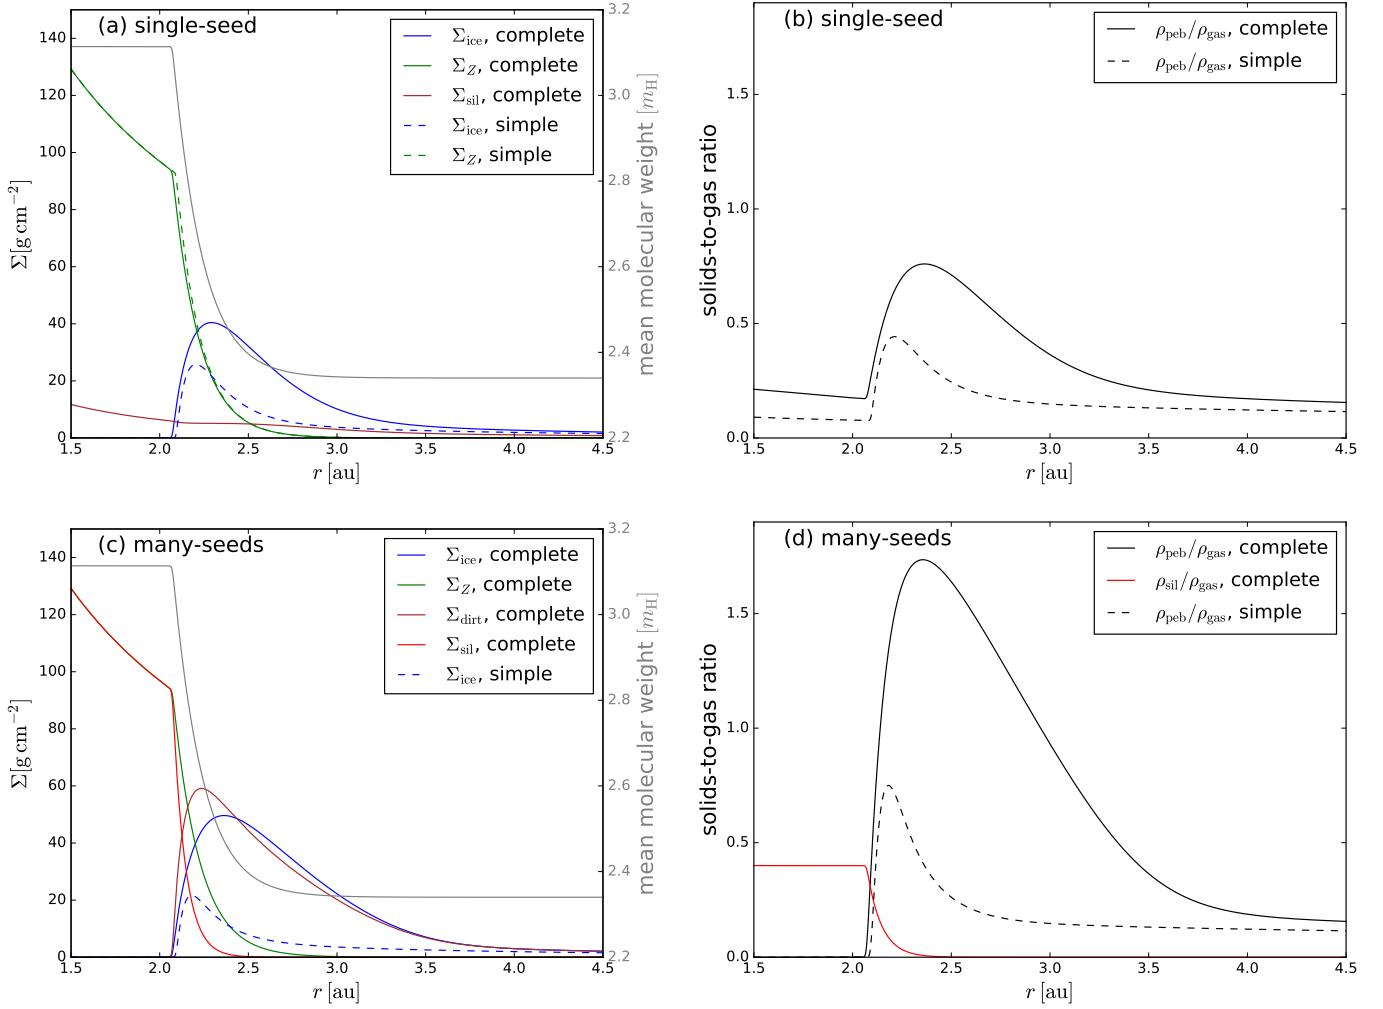 (a) single-seed
Σice, complete
ΣZ, complete
Σsil, complete
Σice, simple
ΣZ, simple
0
20
40
60
80
100
120
140
Σ[g cm−2]
2.2
2.4
2.6
2.8
3.0
3.2
mean molecular weight [mH]
1.5 2.0 2.5 3.0 3.5 4.0 4.5
r [au]
(b) single-seed
ρpeb/ρgas, complete
ρpeb/ρgas, simple
0.0
0.5
1.0
1.5
solids-to-gas ratio
1.5 2.0 2.5 3.0 3.5 4.0 4.5
r [au]
(c) many-seeds
Σice, complete
ΣZ, complete
Σdirt, complete
Σsil, complete
Σice, simple
0
20
40
60
80
100
120
140
Σ[g cm−2]
2.2
2.4
2.6
2.8
3.0
3.2
mean molecular weight [mH]
1.5 2.0 2.5 3.0 3.5 4.0 4.5
r [au]
(d) many-seeds
ρpeb/ρgas, complete
ρsil/ρgas, complete
ρpeb/ρgas, simple
0.0
0.5
1.0
1.5
solids-to-gas ratio
1.5 2.0 2.5 3.0 3.5 4.0 4.5
r [au]